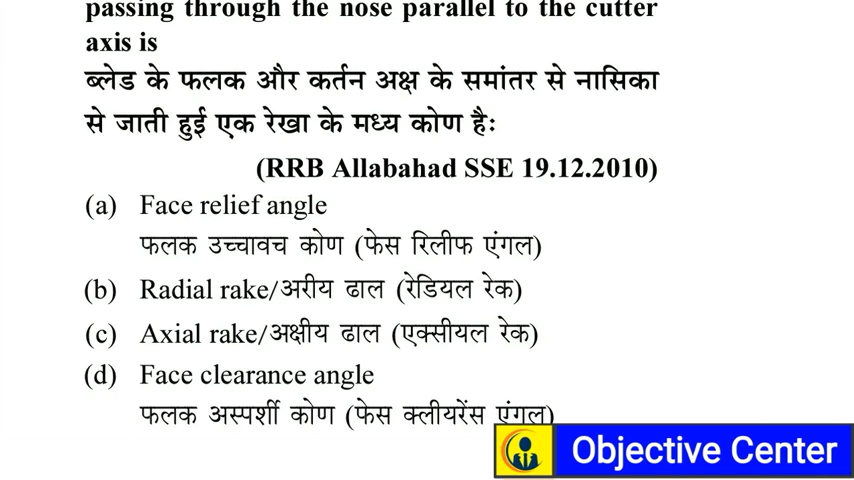 passing through the nose parallel to the cutter
axis is
ब्लेड के फलक और कर्तन अक्ष के समांतर से नासिका
से जाती हुई एक रेखा के मध्य कोण हैः
(RRB Allabahad SSE 19.12.2010)
(a) Face relief angle
फलक उच्चावच कोण (फेस रिलीफ एंगल)
(b) Radial rake/अरीय ढाल (रेडियल रेक)
(c) Axial rake/अक्षीय ढाल (एक्सीयल रेक)
(d) Face clearance angle
फलक अस्पर्शी कोण (फेस क्लीयरेंस एंगल)
Objective Center